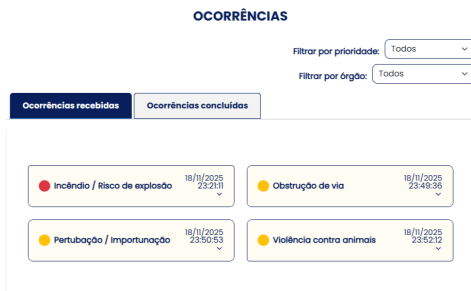 OCORRÊNCIAS
Filtrar por prioridade: Todos
Filtrar por órgão: Todos
Ocorrências recebidas Ocorrências concluídas
Incêndio / Risco de explosão 18/11/2025 23:21:11
Obstrução de via 18/11/2025 23:49:36
Pertubação / Importunação 18/11/2025 23:50:53
Violência contra animais 18/11/2025 23:52:12